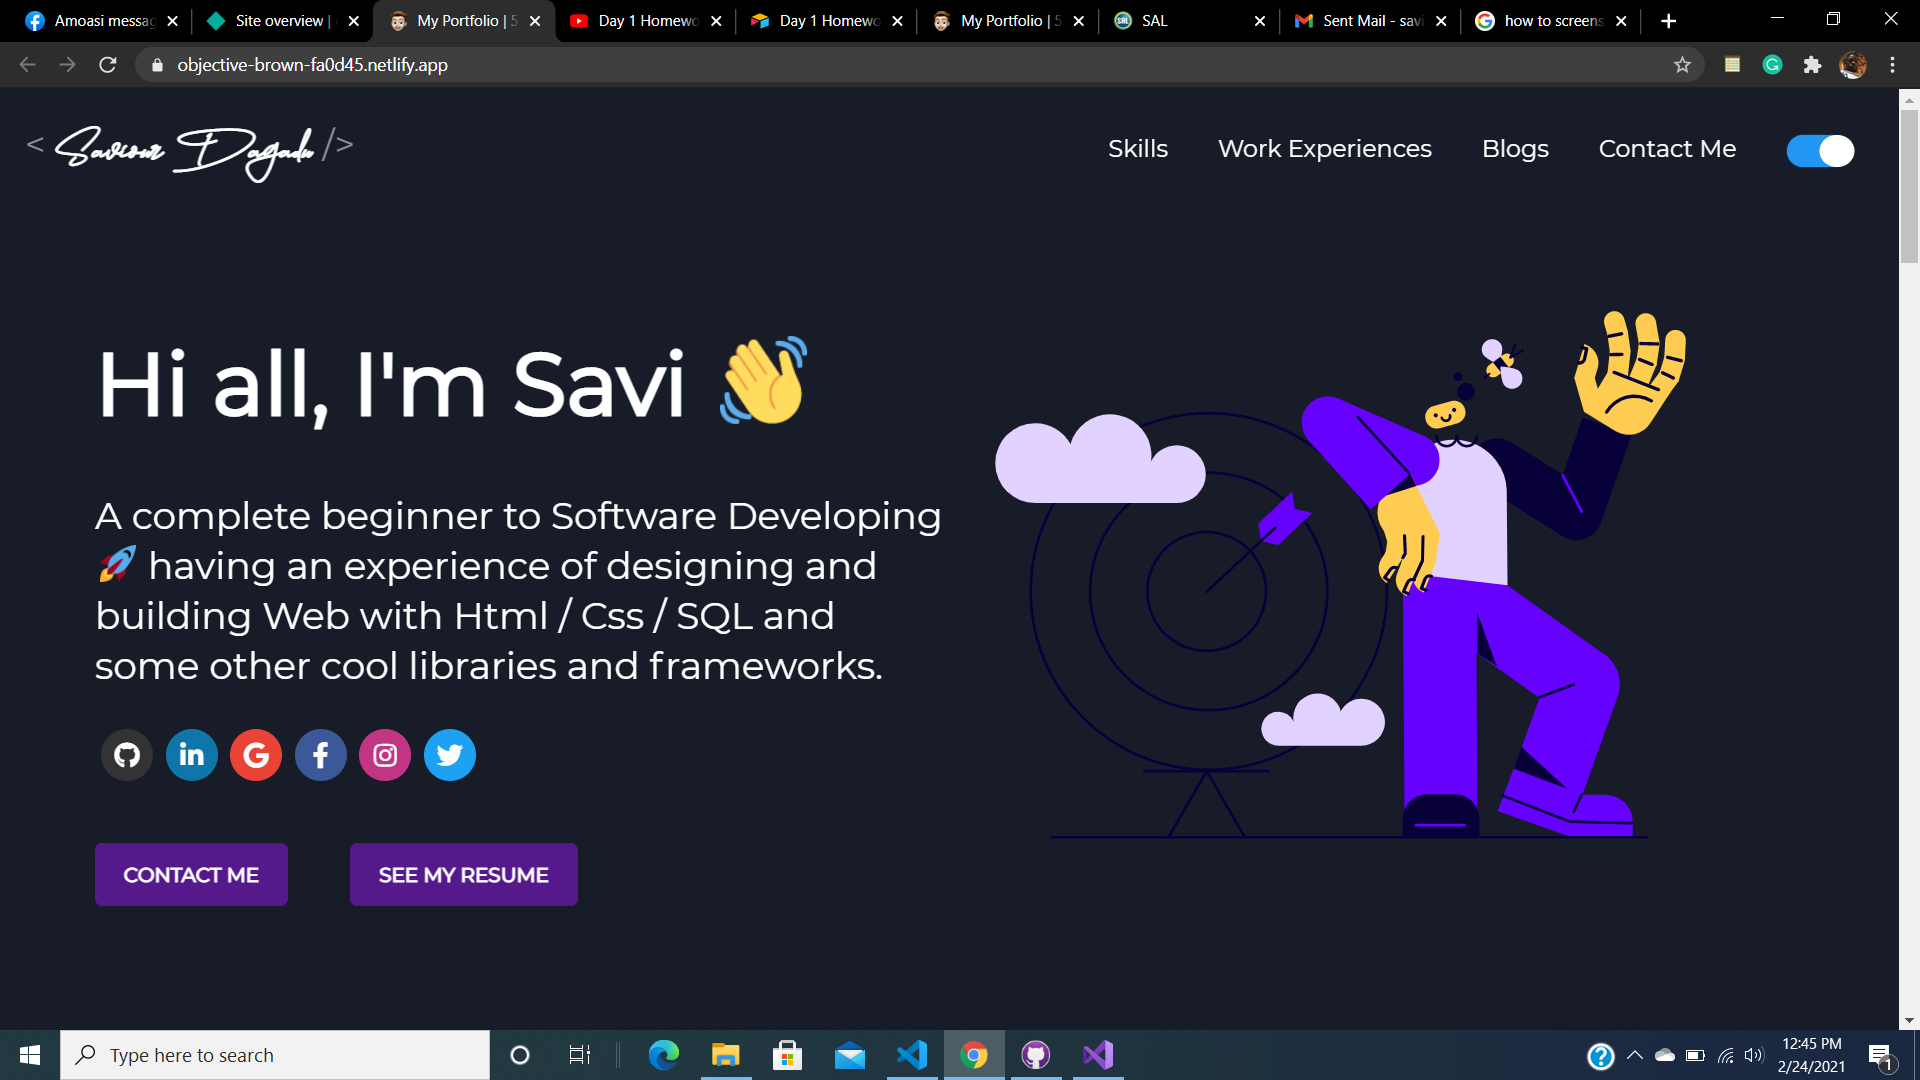 Amoasi messag
Site overview |
My Portfolio | 5
Day 1 Homewo
Day 1 Homewo
My Portfolio | 5
SAL
Sent Mail - savi
how to screens
objective-brown-fa0d45.netlify.app
< Saviour Dagadu />
Skills
Work Experiences
Blogs
Contact Me
Hi all, I'm Savi 👋
A complete beginner to Software Developing
🚀 having an experience of designing and
building Web with Html / Css / SQL and
some other cool libraries and frameworks.
CONTACT ME
SEE MY RESUME
Type here to search
12:45 PM
2/24/2021
1